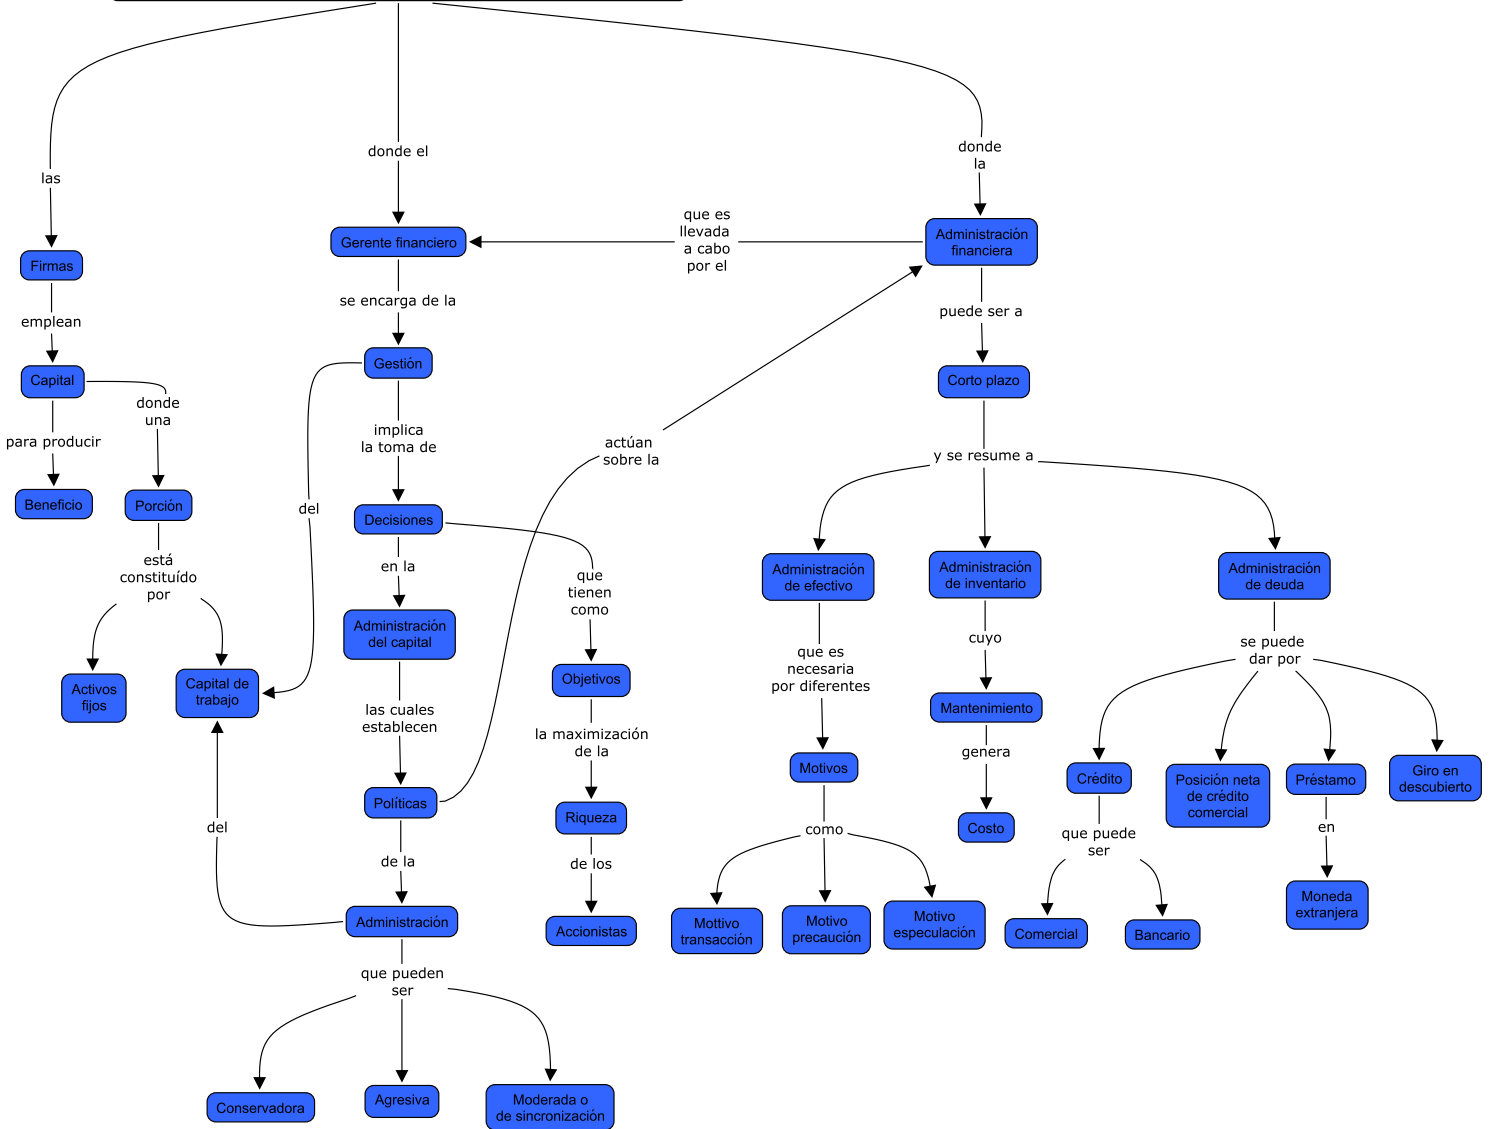 donde el
donde
la
las
que es
llevada
a cabo
por el
Gerente financiero
Administración
financiera
Firmas
se encarga de la
puede ser a
emplean
Gestión
Capital
Corto plazo
donde
una
para producir
implica
la toma de
actúan
sobre la
y se resume a
Beneficio
Porción
del
Decisiones
está
constituído
por
en la
que
tienen
como
Administración
de efectivo
Administración
de inventario
Administración
de deuda
Administración
del capital
cuyo
se puede
dar por
que es
necesaria
por diferentes
Activos
fijos
Capital de
trabajo
Objetivos
Mantenimiento
las cuales
establecen
la maximización
de la
genera
Motivos
Crédito
Posición neta
de crédito
comercial
Préstamo
Giro en
descubierto
Políticas
Riqueza
como
Costo
que puede
ser
en
del
de la
de los
Administración
Accionistas
Mottivo
transacción
Motivo
precaución
Motivo
especulación
Comercial
Bancario
Moneda
extranjera
que pueden
ser
Conservadora
Agresiva
Moderada o
de sincronización